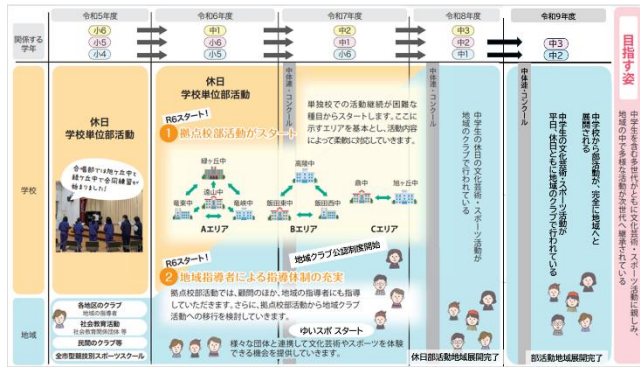 令和5年度
令和6年度
令和7年度
令和8年度
令和9年度
関係する
学年
小6
小5
小4
中1
小6
小5
中2
中1
小6
中3
中2
中1
中3
中2
目指す姿
中学生を含む多世代がともに文化芸術・スポーツ活動に親しみ、
地域の中で多様な活動が次世代へ継承されている
学校
休日
学校単位部活動
合唱部では旭ケ丘中と
緑ケ丘中で合同練習が
始まりました!
休日
学校単位部活動
R6スタート!
1 拠点校部活動がスタート
単独校での活動継続が困難な
種目からスタートします。ここに
示すエリアを基本とし、活動内容
によって柔軟に対応していきます。
緑ヶ丘中
遠山中
竜東中
竜峡中
Aエリア
高陵中
飯田東中
飯田西中
Bエリア
鼎中
旭ヶ丘中
Cエリア
中体連・コンクール
中体連・コンクール
中体連・コンクール
地域クラブ公認制度開始
R6スタート!
2 地域指導者による指導体制の充実
拠点校部活動では、顧問のほか、地域の指導者にも指導
していただきます。さらに、拠点校部活動から地域クラブ
活動への移行を検討していきます。
ゆいスポ スタート
様々な団体と連携して文化芸術やスポーツを体験
できる機会を提供していきます。
中学生の休日の文化芸術・スポーツ活動が
地域のクラブで行われている
休日部活動地域展開完了
中学校から部活動が、完全に地域へと
展開される
中学生の文化芸術・スポーツ活動が
平日、休日ともに地域のクラブで行われている
部活動地域展開完了
地域
各地区のクラブ
地域の指導者
社会教育活動
社会教育関係団体 等
民間のクラブ等
全市型競技別スポーツスクール